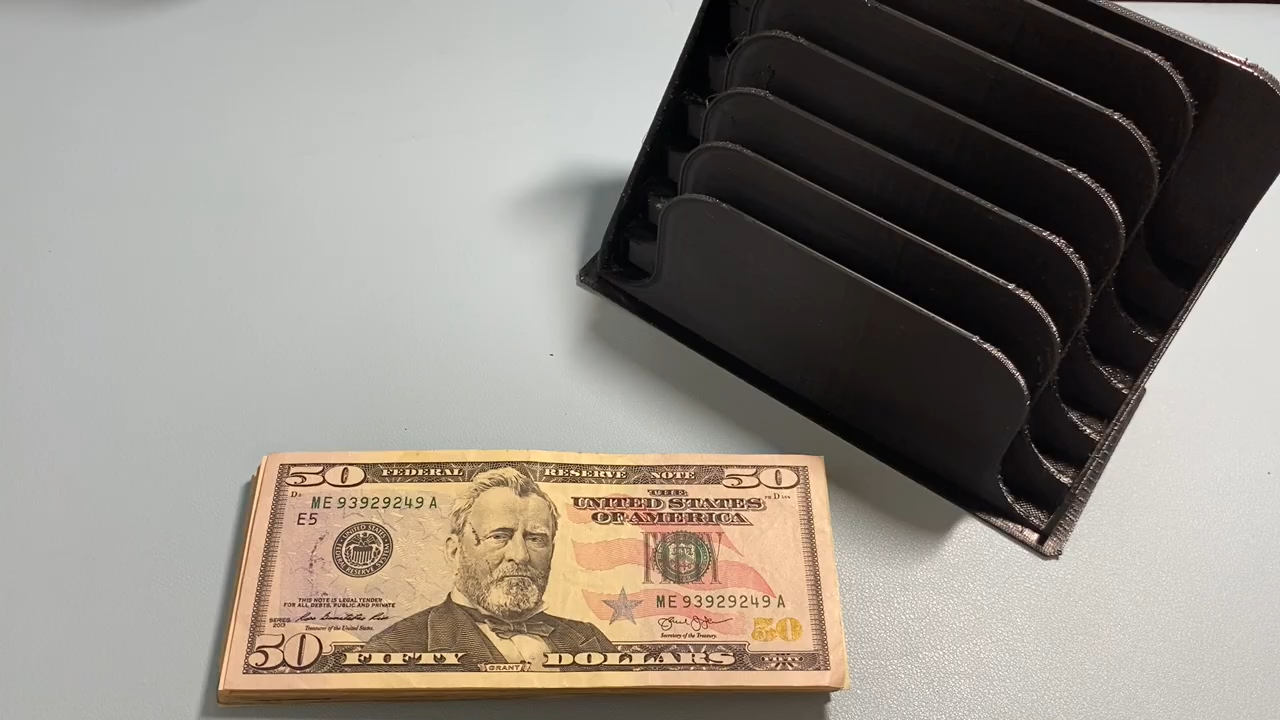 50 FEDERAL RESERVE NOTE 50
THE
UNITED STATES
OF AMERICA
ME 93929249 A
E5
THIS NOTE IS LEGAL TENDER
FOR ALL DEBTS, PUBLIC AND PRIVATE
ME 93929249 A
SERIES
2013
Treasurer of the United States.
Secretary of the Treasury.
50
50 FIFTY GRANT DOLLARS